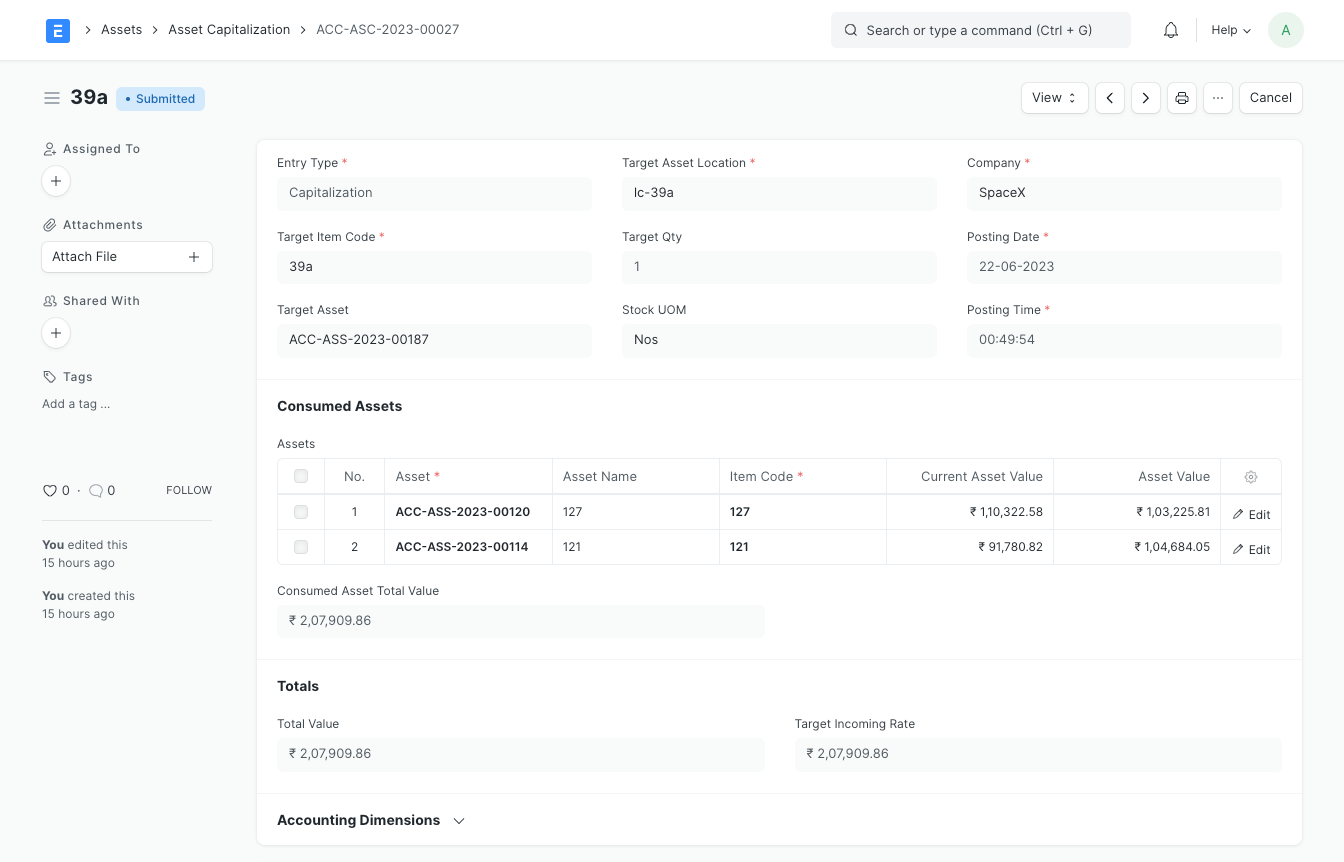 E > Assets > Asset Capitalization > ACC-ASC-2023-00027
Search or type a command (Ctrl + G)
Help
A
39a
• Submitted
View
...
Cancel
Assigned To
+
Attachments
Attach File +
Shared With
+
Tags
Add a tag ...
0 · 0 FOLLOW
You edited this
15 hours ago
You created this
15 hours ago
Entry Type * Target Asset Location * Company *
Capitalization lc-39a SpaceX
Target Item Code * Target Qty Posting Date *
39a 1 22-06-2023
Target Asset Stock UOM Posting Time *
ACC-ASS-2023-00187 Nos 00:49:54
Consumed Assets
Assets
No. Asset * Asset Name Item Code * Current Asset Value Asset Value
1 ACC-ASS-2023-00120 127 127 ₹ 1,10,322.58 ₹ 1,03,225.81 Edit
2 ACC-ASS-2023-00114 121 121 ₹ 91,780.82 ₹ 1,04,684.05 Edit
Consumed Asset Total Value
₹ 2,07,909.86
Totals
Total Value Target Incoming Rate
₹ 2,07,909.86 ₹ 2,07,909.86
Accounting Dimensions